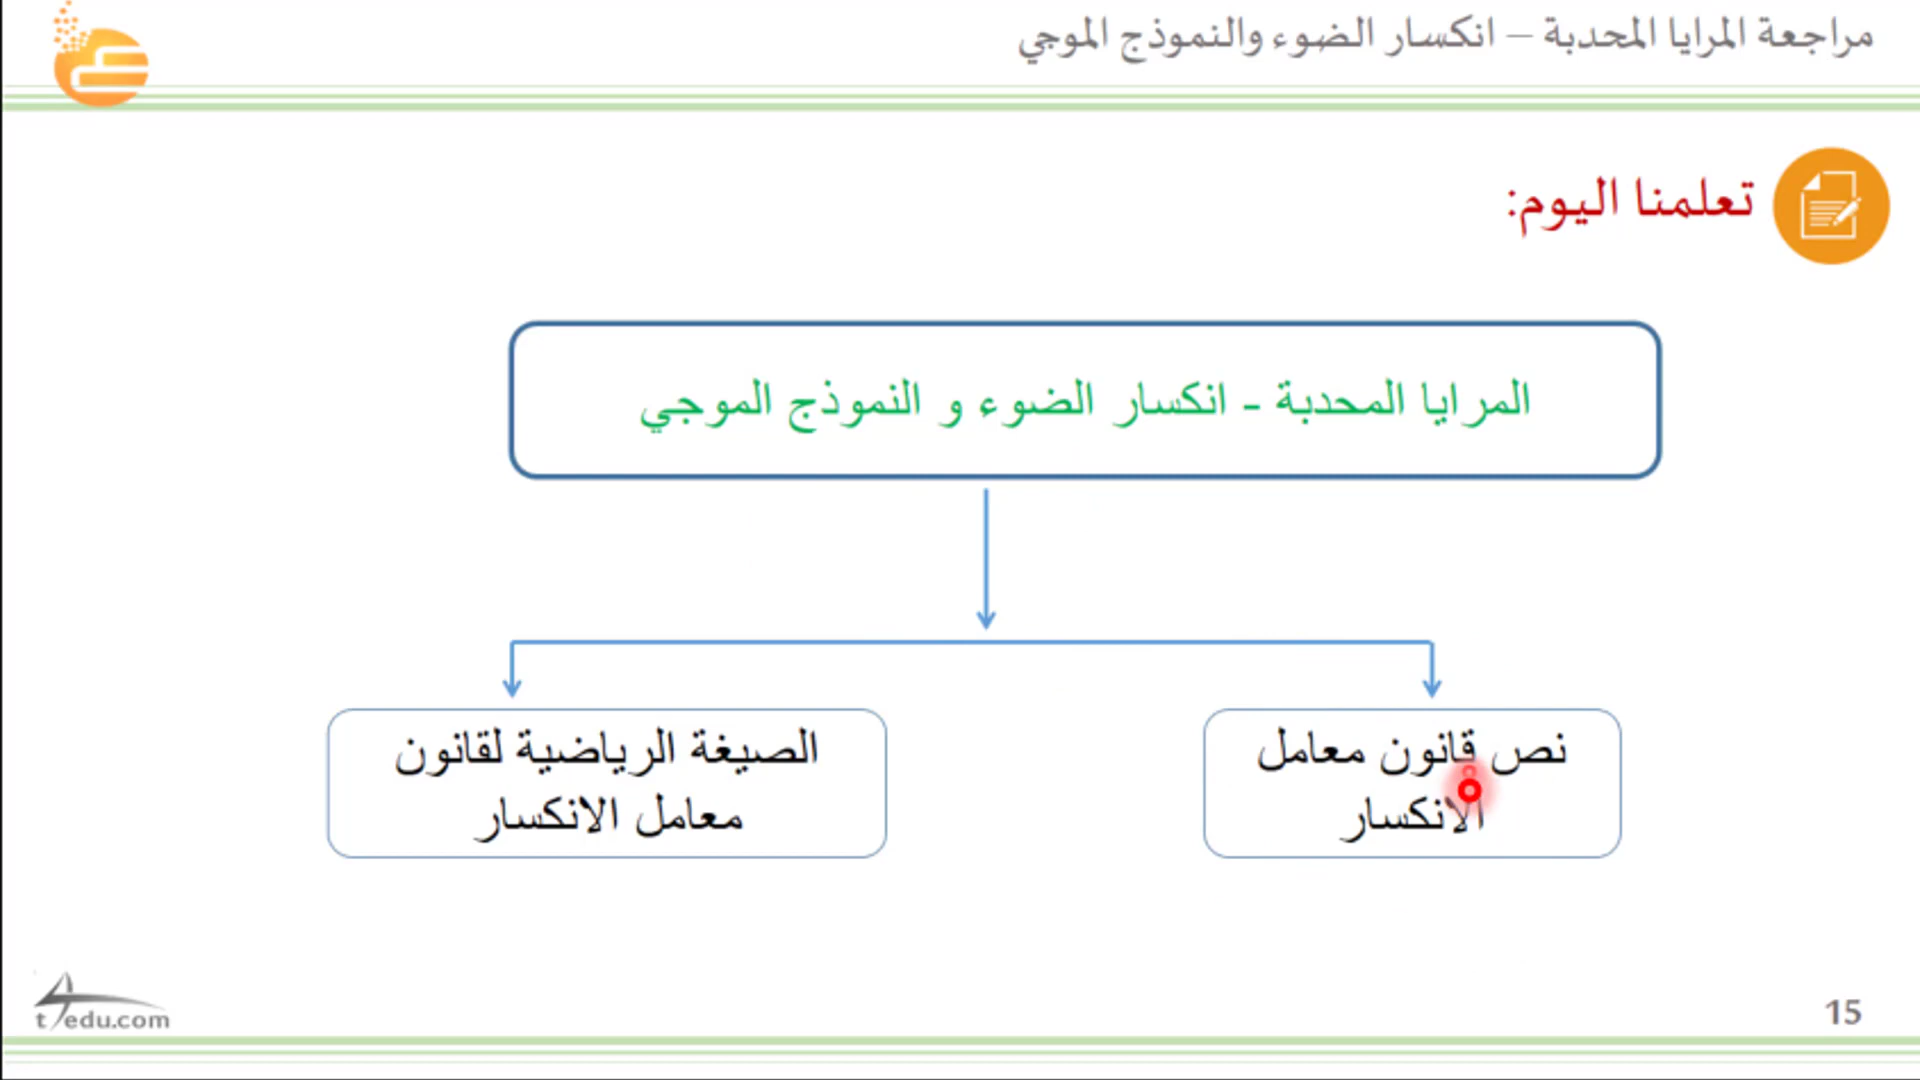 مراجعة المرايا المحدبة – انكسار الضوء والنموذج الموجي
تعلمنا اليوم:
المرايا المحدبة - انكسار الضوء و النموذج الموجي
نص قانون معامل
الانكسار
الصيغة الرياضية لقانون
معامل الانكسار
t4edu.com
15